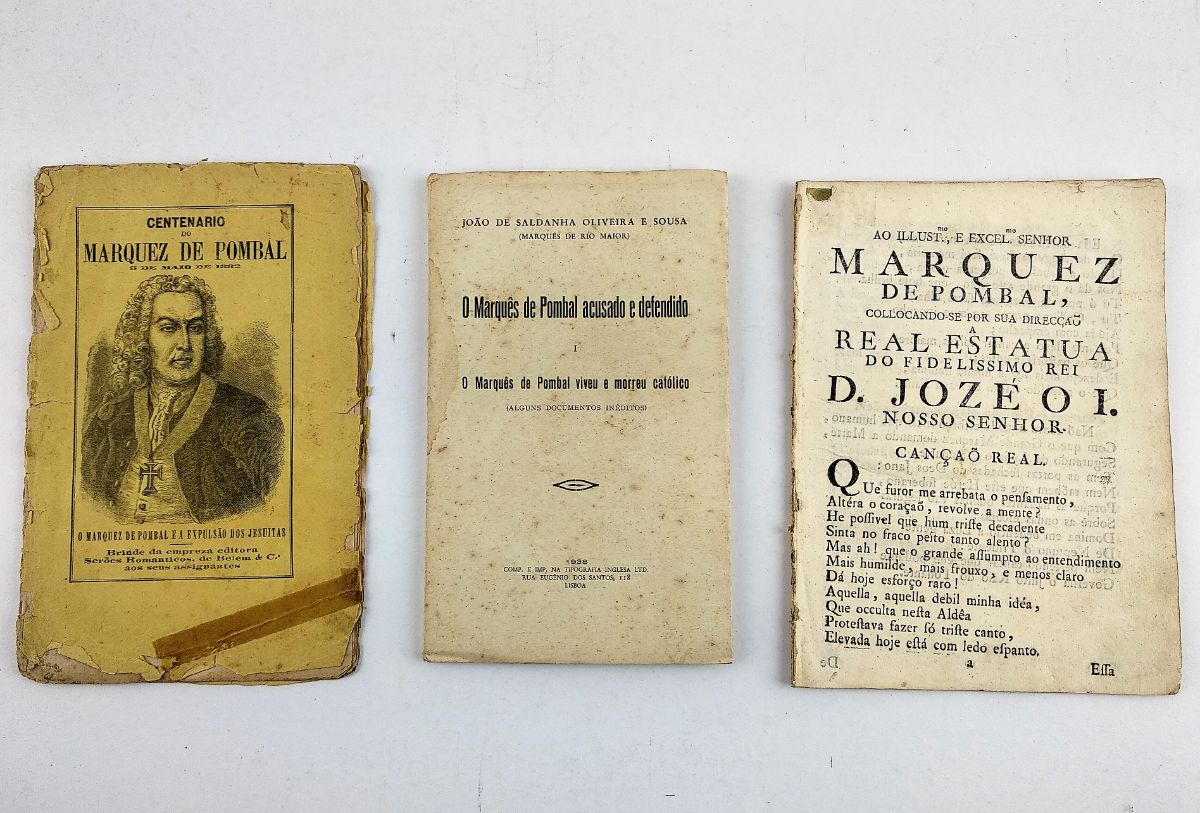 CENTENARIO
DO
MARQUEZ DE POMBAL
8 DE MAIO DE 1882
O MARQUEZ DE POMBAL E A EXPULSÃO DOS JESUITAS
Brinde da empreza editora
Serões Romanticos, de Belem & C.ª
aos seus assignantes
JOÃO DE SALDANHA OLIVEIRA E SOUSA
(MARQUÊS DE RIO MAIOR)
O Marquês de Pombal acusado e defendido
I
O Marquês de Pombal viveu e morreu católico
(ALGUNS DOCUMENTOS INÉDITOS)
1938
COMP. E IMP. NA TIPOGRAFIA INGLESA LTD.
RUA EUGÉNIO DOS SANTOS, 118
LISBOA
AO ILLUST.mo, E EXCEL.mo SENHOR
MARQUEZ
DE POMBAL,
COLLOCANDO-SE POR SUA DIRECÇAÕ
A
REAL ESTATUA
DO FIDELISSIMO REI
D. JOZÉ O I.
NOSSO SENHOR.
CANÇAÕ REAL.
QUe furor me arrebata o penſamento,
Altéra o coraçaõ, revolve a mente?
He poſſivel que hum triſte decadente
Sinta no fraco peito tanto alento?
Mas ah! que o grande aſſumpto ao entendimento
Mais humilde, mais frouxo, e menos claro
Dá hoje esforço raro!
Aquella, aquella debil minha idéa,
Que occulta neſta Aldêa
Proteſtava fazer ſó triſte canto,
Elevada hoje eſtá com ledo eſpanto.
a
Eſſa